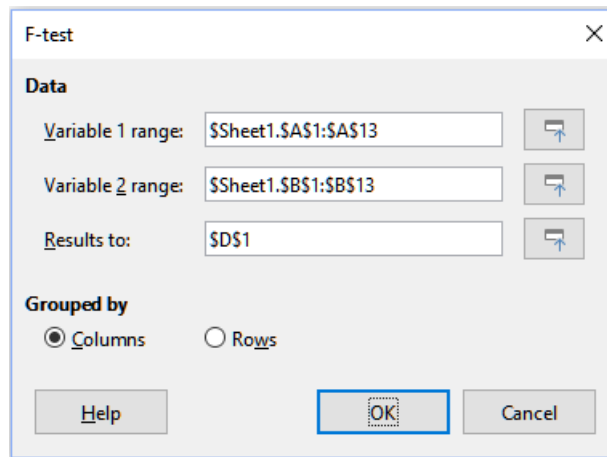 F-test
Data
Variable 1 range: $Sheet1.$A$1:$A$13
Variable 2 range: $Sheet1.$B$1:$B$13
Results to: $D$1
Grouped by
Columns Rows
Help OK Cancel